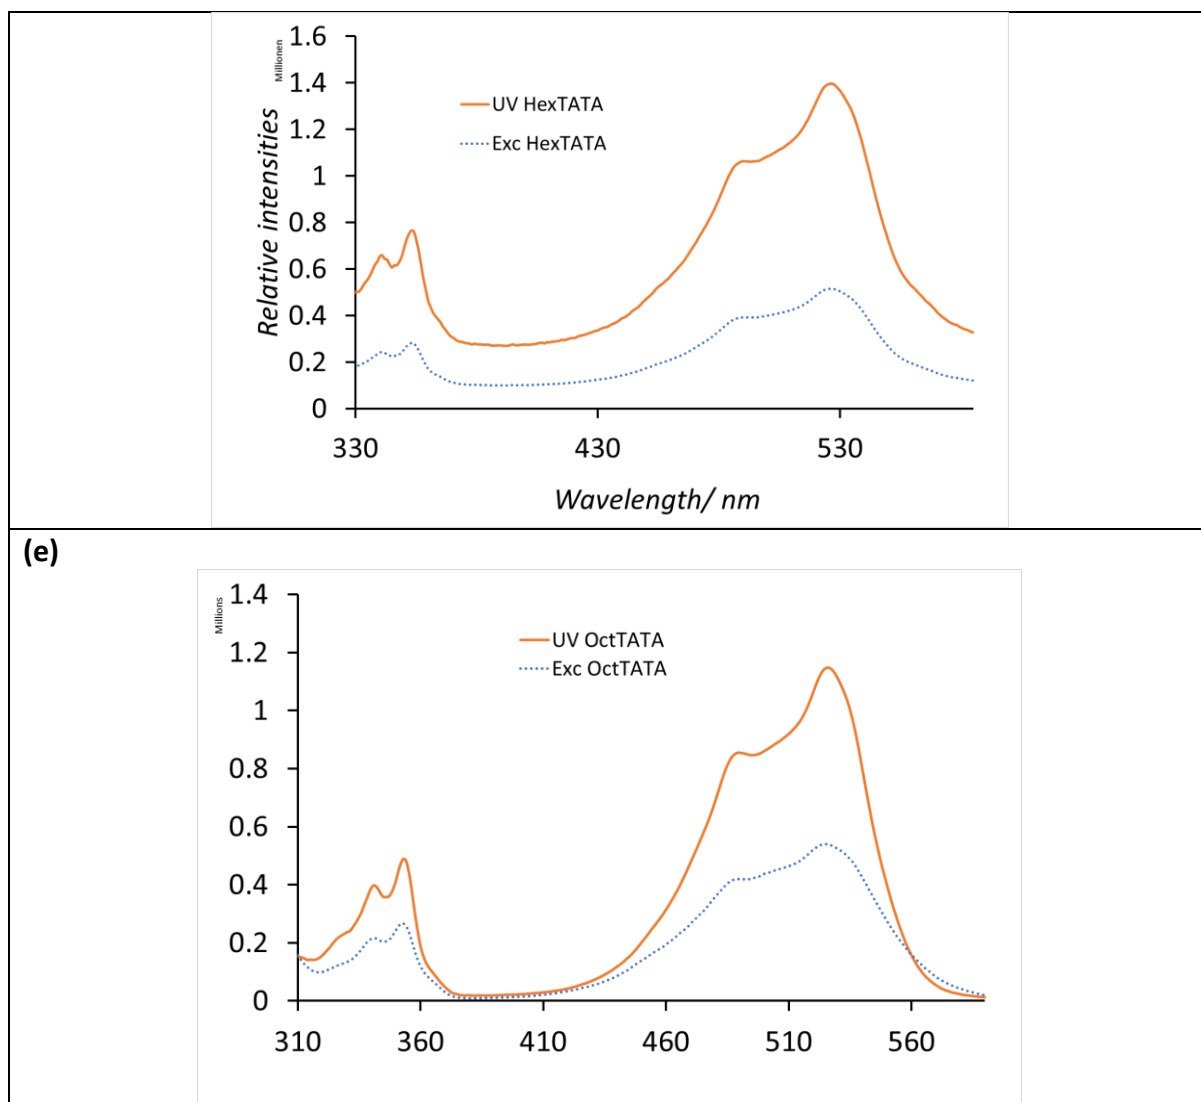 Millionen
1.6
1.4
1.2
1
0.8
0.6
0.4
0.2
0
Relative intensities
UV HexTATA
Exc HexTATA
330 430 530
Wavelength/ nm
(e)
Millions
1.4
1.2
1
0.8
0.6
0.4
0.2
0
UV OctTATA
Exc OctTATA
310 360 410 460 510 560